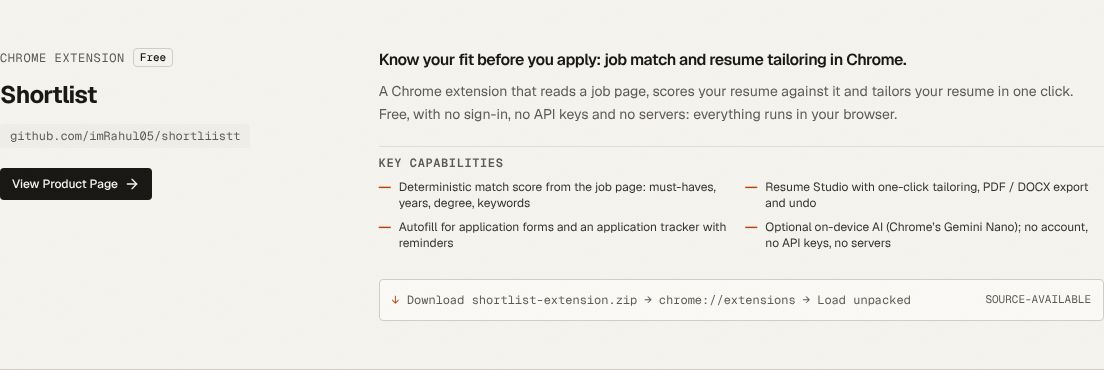 CHROME EXTENSION Free
Shortlist
github.com/imRahul05/shortliistt
View Product Page →
Know your fit before you apply: job match and resume tailoring in Chrome.
A Chrome extension that reads a job page, scores your resume against it and tailors your resume in one click.
Free, with no sign-in, no API keys and no servers: everything runs in your browser.
KEY CAPABILITIES
— Deterministic match score from the job page: must-haves,
years, degree, keywords
— Resume Studio with one-click tailoring, PDF / DOCX export
and undo
— Autofill for application forms and an application tracker with
reminders
— Optional on-device AI (Chrome's Gemini Nano); no account,
no API keys, no servers
↓ Download shortlist-extension.zip → chrome://extensions → Load unpacked SOURCE-AVAILABLE